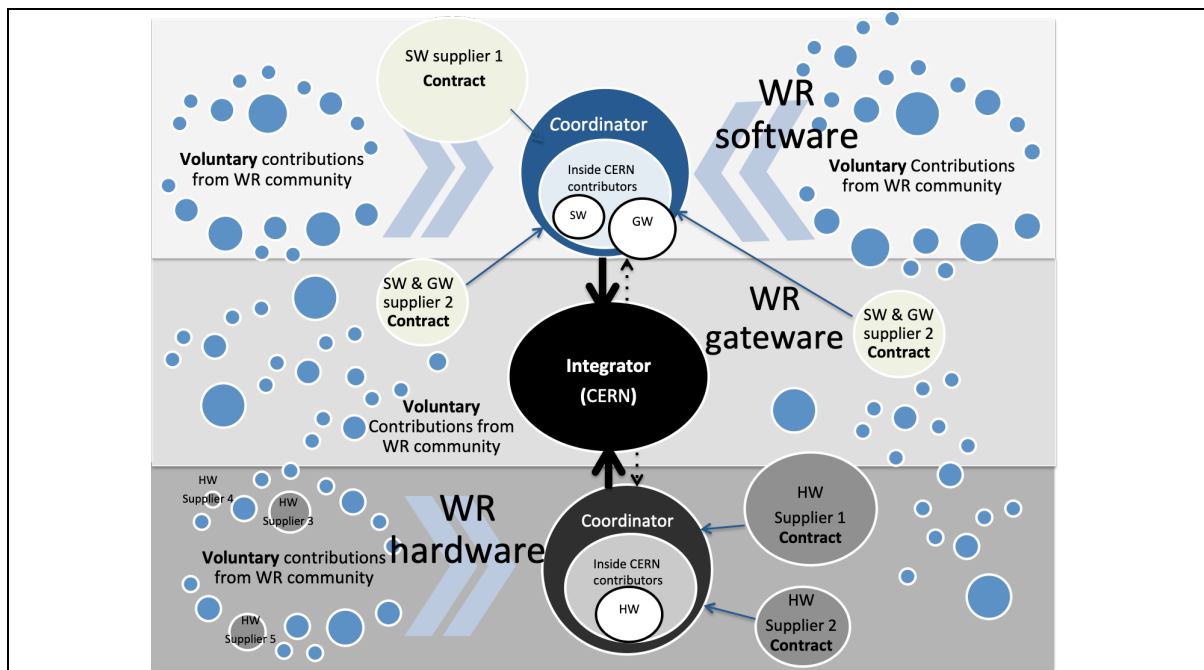 SW supplier 1
Contract
Coordinator
WR
software
Voluntary contributions
from WR community
Inside CERN
contributors
SW
GW
Voluntary Contributions
from WR community
SW & GW
supplier 2
Contract
WR
gateware
SW & GW
supplier 2
Contract
Integrator
(CERN)
Voluntary
Contributions from
WR community
HW
Supplier 4
HW
Supplier 3
WR
hardware
Coordinator
HW
Supplier 1
Contract
Voluntary contributions
from WR community
Inside CERN
contributors
HW
HW
Supplier 2
Contract
HW
Supplier 5